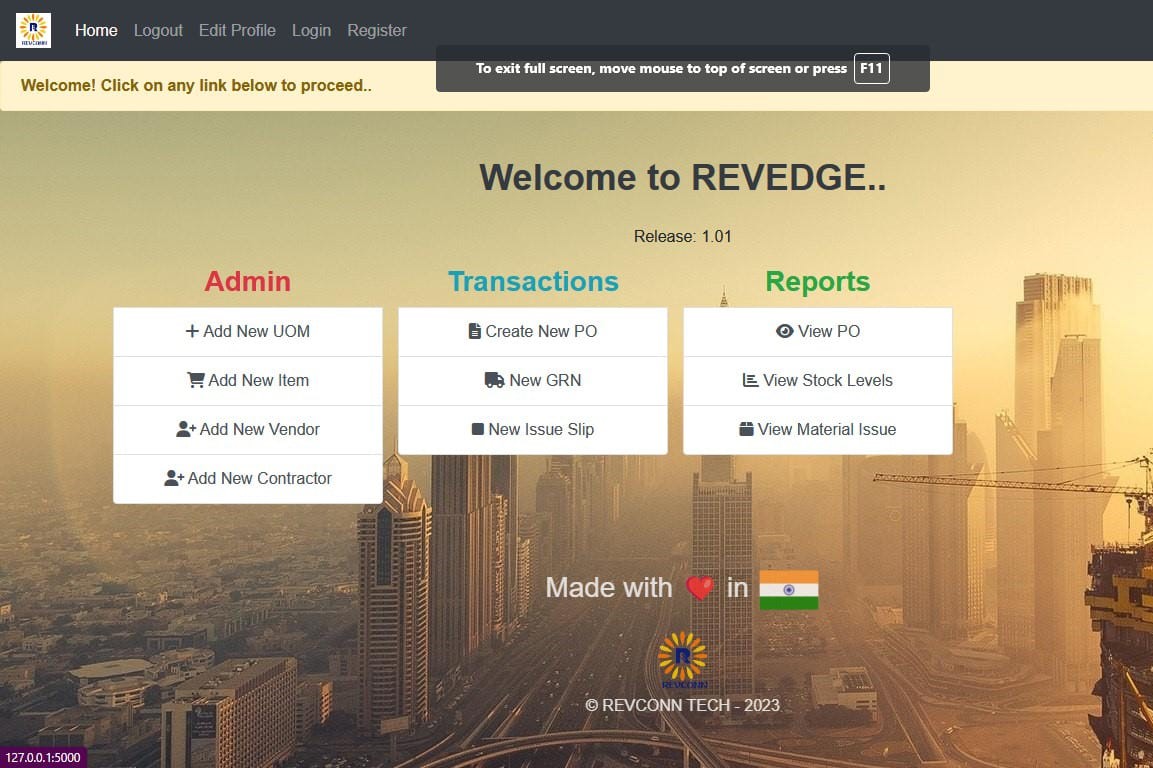 Home Logout Edit Profile Login Register
REVCONN
To exit full screen, move mouse to top of screen or press F11
Welcome! Click on any link below to proceed..
Welcome to REVEDGE..
Release: 1.01
Admin Transactions Reports
Add New UOM Create New PO View PO
Add New Item New GRN View Stock Levels
Add New Vendor New Issue Slip View Material Issue
Add New Contractor
Made with ❤️ in
R
REVCONN
© REVCONN TECH - 2023
127.0.0.1:5000